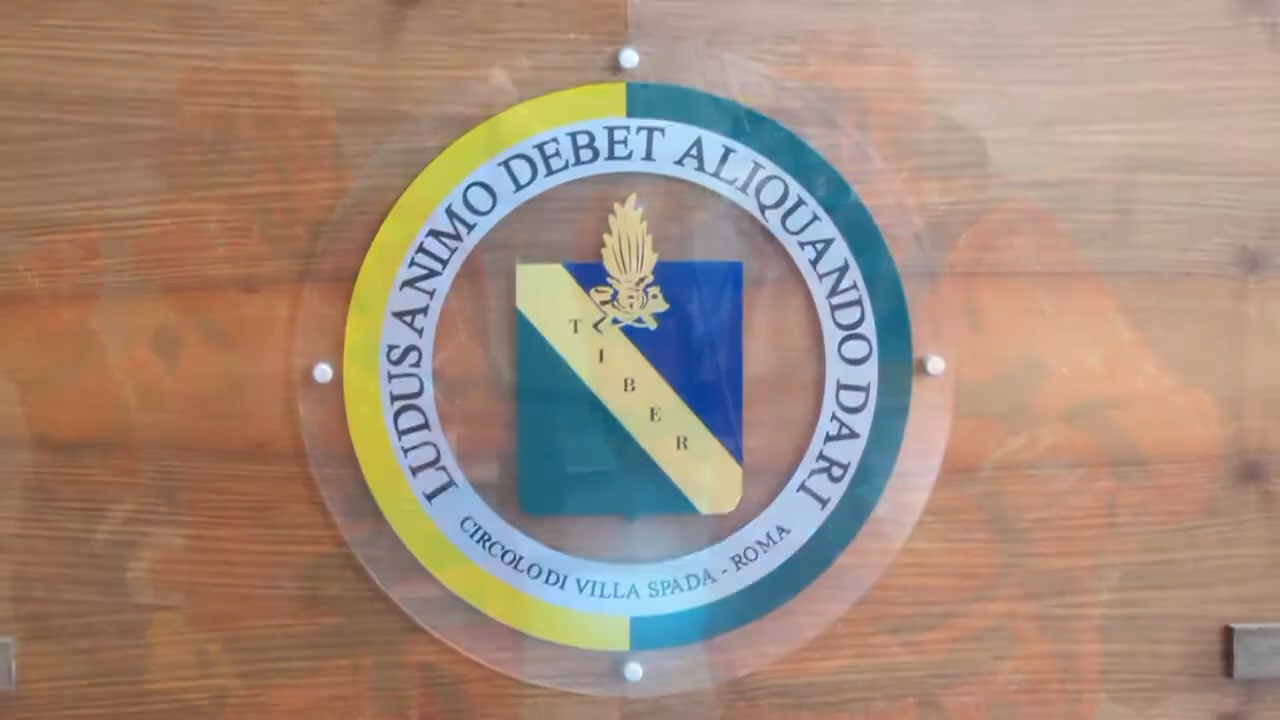 LUDUS ANIMO DEBET ALIQUANDO DARI
TIBER
CIRCOLO DI VILLA SPADA - ROMA